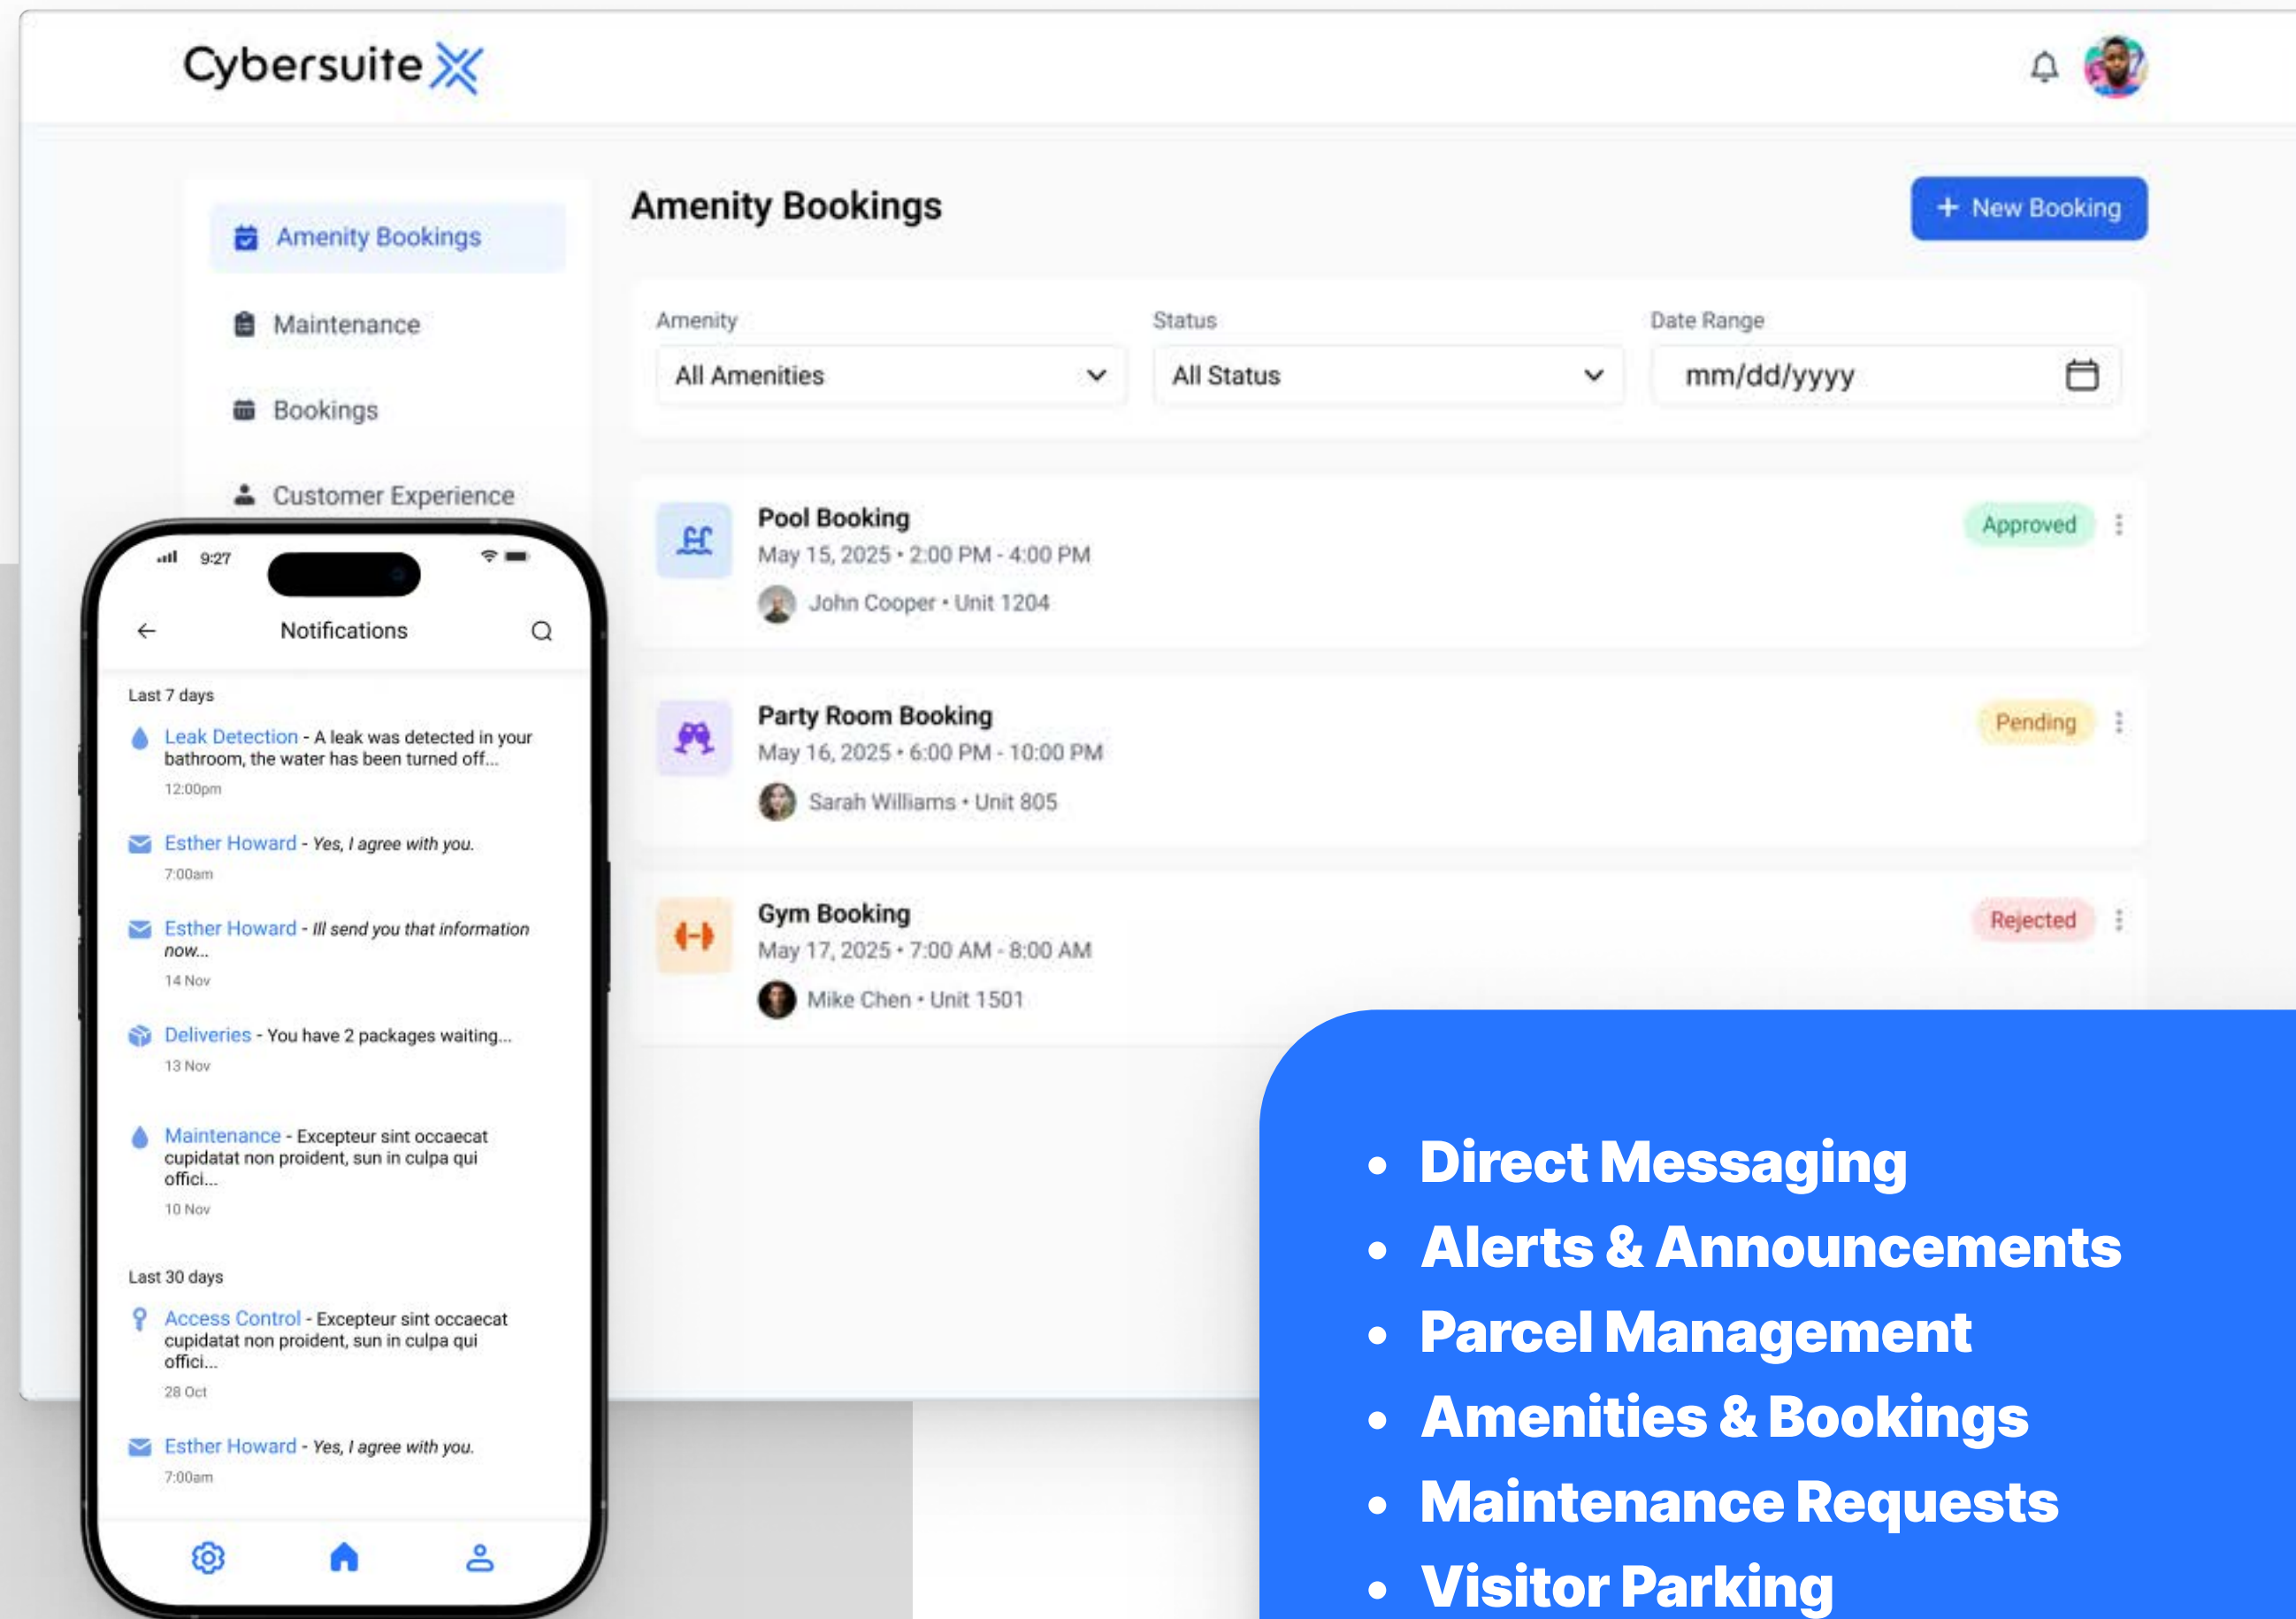 Cybersuite
Amenity Bookings
Maintenance
Bookings
Customer Experience
Amenity Bookings
+ New Booking
Amenity
All Amenities
Status
All Status
Date Range
mm/dd/yyyy
Pool Booking
May 15, 2025 • 2:00 PM - 4:00 PM
John Cooper • Unit 1204
Approved
Party Room Booking
May 16, 2025 • 6:00 PM - 10:00 PM
Sarah Williams • Unit 805
Pending
Gym Booking
May 17, 2025 • 7:00 AM - 8:00 AM
Mike Chen • Unit 1501
Rejected
9:27
Notifications
Last 7 days
Leak Detection - A leak was detected in your
bathroom, the water has been turned off...
12:00pm
Esther Howard - Yes, I agree with you.
7:00am
Esther Howard - Ill send you that information
now...
14 Nov
Deliveries - You have 2 packages waiting...
13 Nov
Maintenance - Excepteur sint occaecat
cupidatat non proident, sun in culpa qui
offici...
10 Nov
Last 30 days
Access Control - Excepteur sint occaecat
cupidatat non proident, sun in culpa qui
offici...
28 Oct
Esther Howard - Yes, I agree with you.
7:00am
• Direct Messaging
• Alerts & Announcements
• Parcel Management
• Amenities & Bookings
• Maintenance Requests
• Visitor Parking